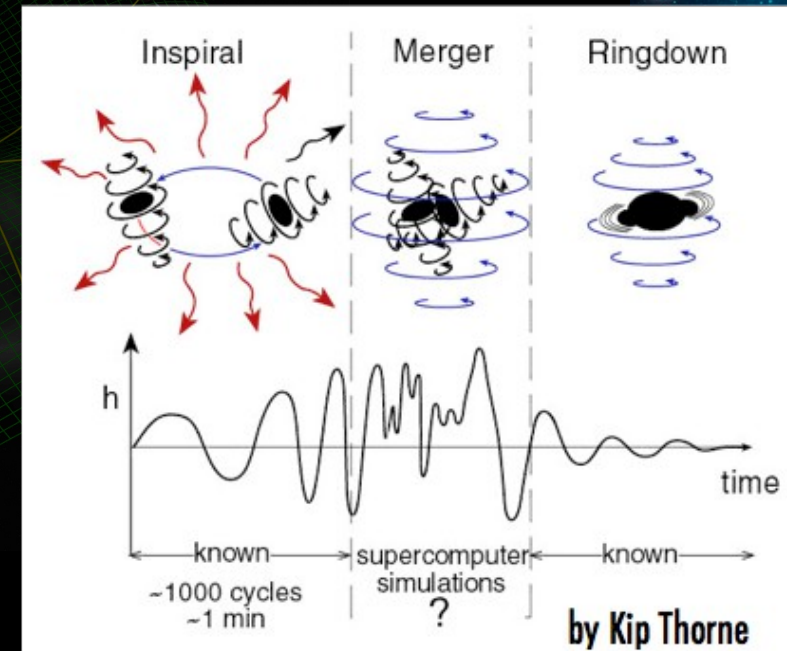 Inspiral Merger Ringdown
h
time
known supercomputer known
~1000 cycles simulations
~1 min ?
by Kip Thorne